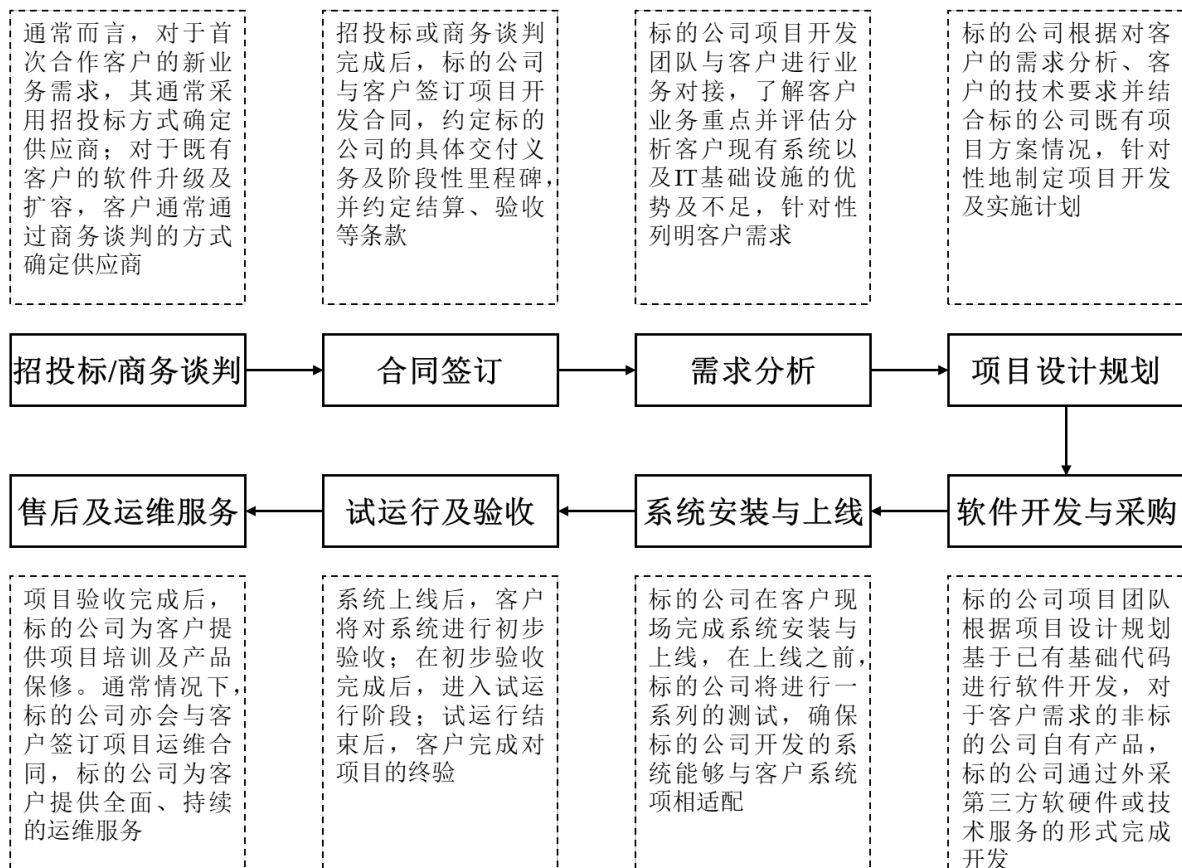 通常而言，对于首
次合作客户的新业
务需求，其通常采
用招投标方式确定
供应商；对于既有
客户的软件升级及
扩容，客户通常通
过商务谈判的方式
确定供应商
招投标或商务谈判
完成后，标的公司
与客户签订项目开
发合同，约定标的
公司的具体交付义
务及阶段性里程碑，
并约定结算、验收
等条款
标的公司项目开发
团队与客户进行业
务对接，了解客户
业务重点并评估分
析客户现有系统以
及IT基础设施的优
势及不足，针对性
列明客户需求
标的公司根据对客
户的需求分析、客
户的技术要求并结
合标的公司既有项
目方案情况，针对
性地制定项目开发
及实施计划
招投标/商务谈判
合同签订
需求分析
项目设计规划
售后及运维服务
试运行及验收
系统安装与上线
软件开发与采购
项目验收完成后，
标的公司为客户提
供项目培训及产品
保修。通常情况下，
标的公司亦会与客
户签订项目运维合
同，标的公司为客
户提供全面、持续
的运维服务
系统上线后，客户
将对系统进行初步
验收；在初步验收
完成后，进入试运
行阶段；试运行结
束后，客户完成对
项目的终验
标的公司在客户现
场完成系统安装与
上线，在上线之前，
标的公司将进行一
系列的测试，确保
标的公司开发的系
统能够与客户系统
项相适配
标的公司项目团队
根据项目设计规划
基于已有基础代码
进行软件开发，对
于客户需求的非标
的公司自有产品，
标的公司通过外采
第三方软硬件或技
术服务的形式完成
开发